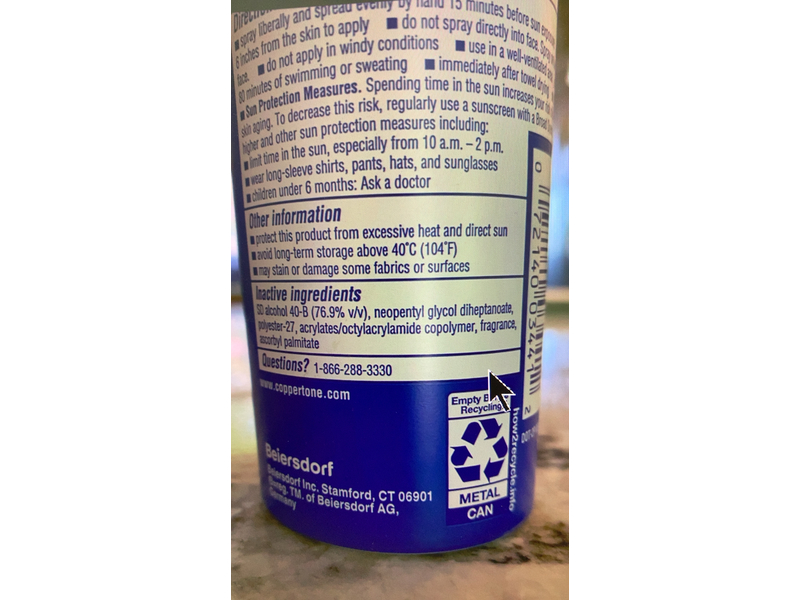 Direction
■ spray liberally and spread evenly by hand 15 minutes before sun
6 inches from the skin to apply ■ do not spray directly into face. Spray
face. ■ do not apply in windy conditions ■ use in a well-ventilated
80 minutes of swimming or sweating ■ immediately after towel drying
■ Sun Protection Measures. Spending time in the sun increases your
skin aging. To decrease this risk, regularly use a sunscreen with a Broad
higher and other sun protection measures including:
■ limit time in the sun, especially from 10 a.m. – 2 p.m.
■ wear long-sleeve shirts, pants, hats, and sunglasses
■ children under 6 months: Ask a doctor
Other information
■ protect this product from excessive heat and direct sun
■ avoid long-term storage above 40°C (104°F)
■ may stain or damage some fabrics or surfaces
Inactive ingredients
SD alcohol 40-B (76.9% v/v), neopentyl glycol diheptanoate,
polyester-27, acrylates/octylacrylamide copolymer, fragrance,
ascorbyl palmitate
Questions? 1-866-288-3330
www.coppertone.com
Beiersdorf
Beiersdorf Inc. Stamford, CT 06901
®reg. TM. of Beiersdorf AG,
Germany
Empty
Recycling
METAL
CAN
how2recycle.info
0 72140 03441 2